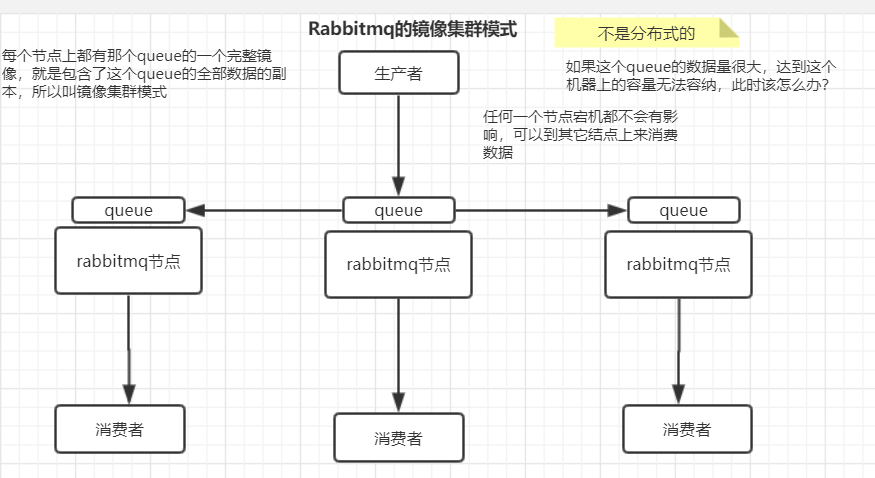 Rabbitmq的镜像集群模式
不是分布式的
每个节点上都有那个queue的一个完整镜
像，就是包含了这个queue的全部数据的副
本，所以叫镜像集群模式
生产者
如果这个queue的数据量很大，达到这个
机器上的容量无法容纳，此时该怎么办？
任何一个节点宕机都不会有影
响，可以到其它结点上来消费
数据
queue
queue
queue
rabbitmq节点
rabbitmq节点
rabbitmq节点
消费者
消费者
消费者